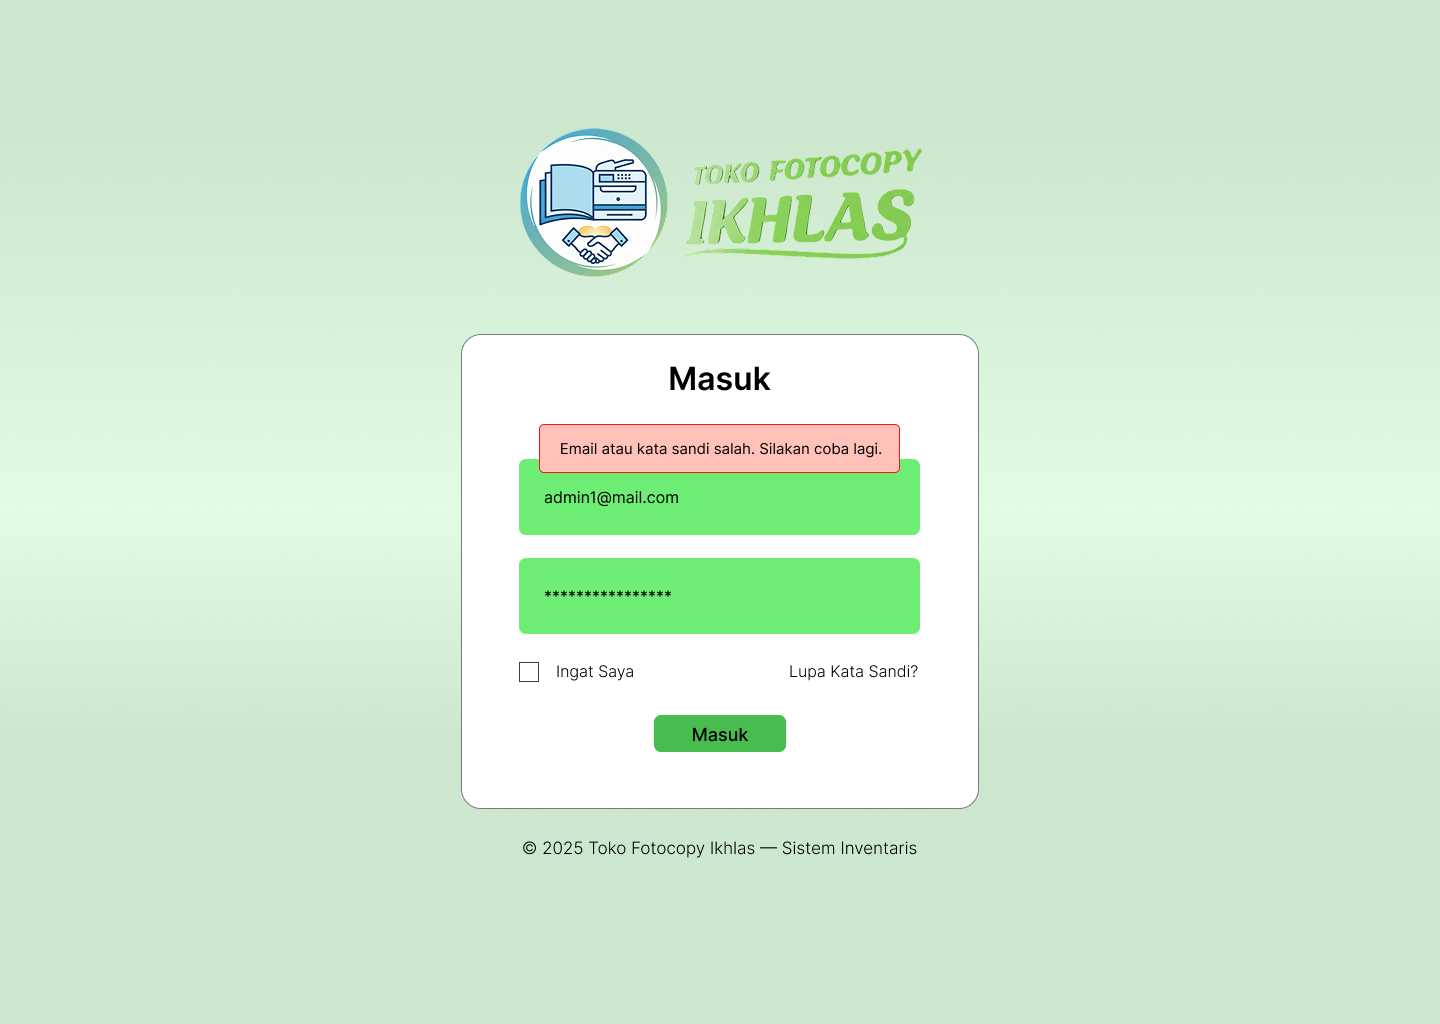 TOKO FOTOCOPY
IKHLAS
Masuk
Email atau kata sandi salah. Silakan coba lagi.
admin1@mail.com
****************
Ingat Saya
Lupa Kata Sandi?
Masuk
© 2025 Toko Fotocopy Ikhlas — Sistem Inventaris